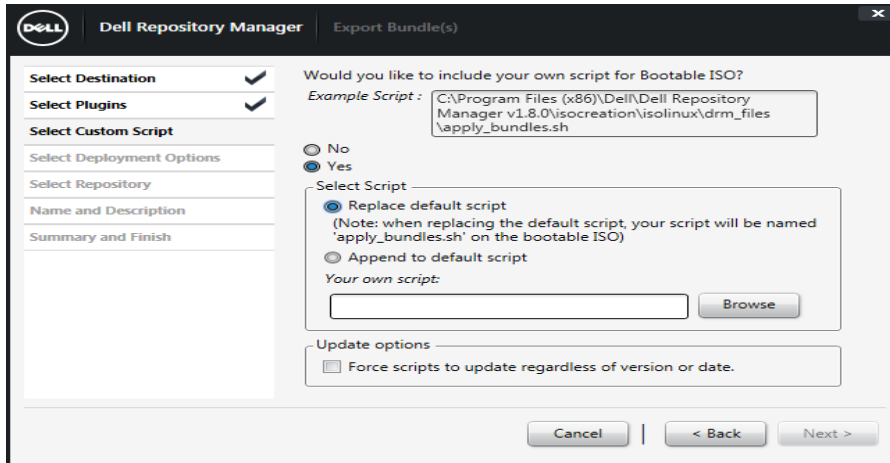 DELL
Dell Repository Manager
Export Bundle(s)
Select Destination
Select Plugins
Select Custom Script
Select Deployment Options
Select Repository
Name and Description
Summary and Finish
Would you like to include your own script for Bootable ISO?
Example Script :
C:\Program Files (x86)\Dell\Dell Repository
Manager v1.8.0\isocreation\isolinux\drm_files
\apply_bundles.sh
No
Yes
Select Script
Replace default script
(Note: when replacing the default script, your script will be named
'apply_bundles.sh' on the bootable ISO)
Append to default script
Your own script:
Browse
Update options
Force scripts to update regardless of version or date.
Cancel
< Back
Next >